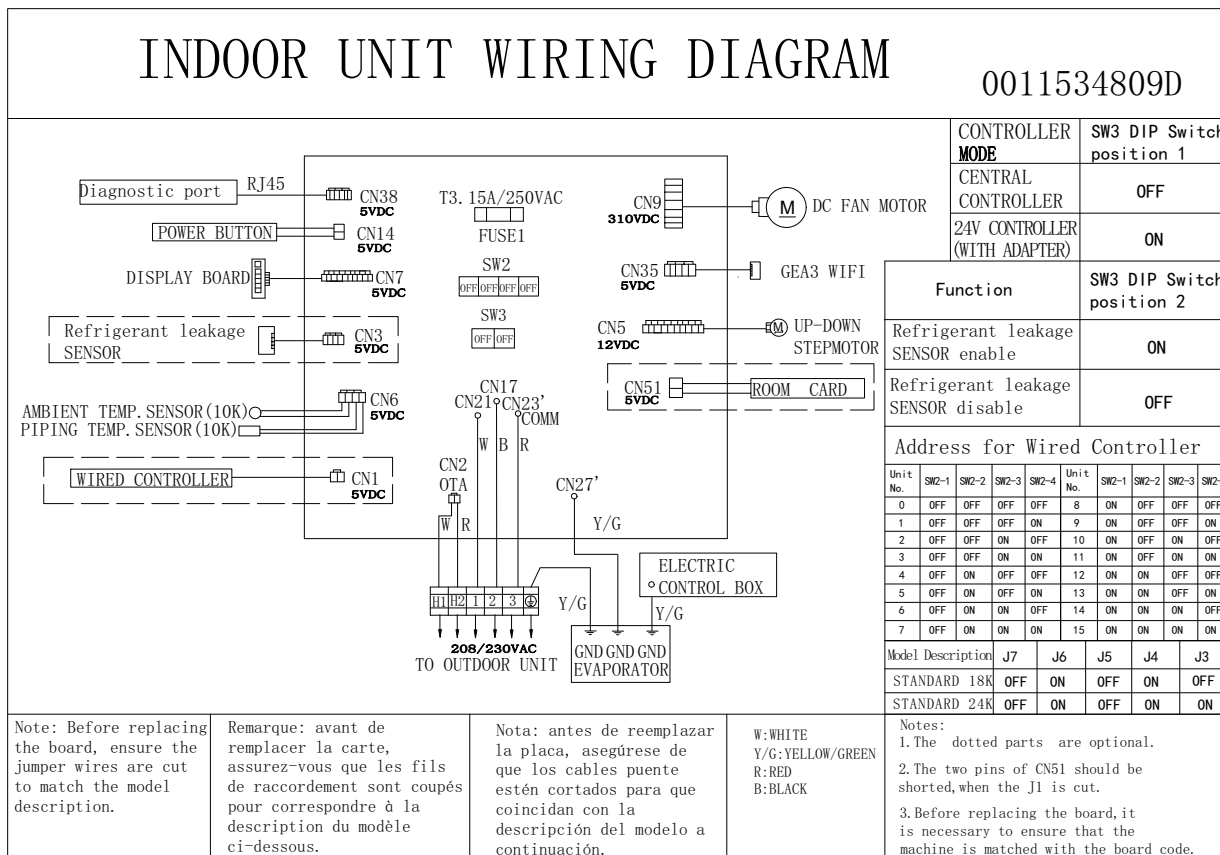 INDOOR UNIT WIRING DIAGRAM
0011534809D
CONTROLLER MODE
SW3 DIP Switch position 1
CENTRAL CONTROLLER
OFF
24V CONTROLLER (WITH ADAPTER)
ON
Function
SW3 DIP Switch position 2
Refrigerant leakage SENSOR enable
ON
Refrigerant leakage SENSOR disable
OFF
Diagnostic port
RJ45
CN38
5VDC
POWER BUTTON
CN14
5VDC
DISPLAY BOARD
CN7
5VDC
Refrigerant leakage
SENSOR
CN3
5VDC
AMBIENT TEMP.SENSOR(10K)
PIPING TEMP.SENSOR(10K)
CN6
5VDC
WIRED CONTROLLER
CN1
5VDC
T3.15A/250VAC
FUSE1
SW2
OFF OFF OFF OFF
SW3
OFF OFF
CN9
310VDC
M
DC FAN MOTOR
CN35
5VDC
GEA3 WIFI
CN5
12VDC
M
UP-DOWN
STEPMOTOR
CN51
5VDC
ROOM CARD
CN17
CN21
CN23'
COMM
W B R
CN2
OTA
W R
CN27'
Y/G
H1 H2 1 2 3
Y/G
208/230VAC
TO OUTDOOR UNIT
ELECTRIC
CONTROL BOX
Y/G
GND GND GND
EVAPORATOR
Address for Wired Controller
Unit No. SW2-1 SW2-2 SW2-3 SW2-4 Unit No. SW2-1 SW2-2 SW2-3 SW2-
0 OFF OFF OFF OFF 8 ON OFF OFF OFF
1 OFF OFF OFF ON 9 ON OFF OFF ON
2 OFF OFF ON OFF 10 ON OFF ON OFF
3 OFF OFF ON ON 11 ON OFF ON ON
4 OFF ON OFF OFF 12 ON ON OFF OFF
5 OFF ON OFF ON 13 ON ON OFF ON
6 OFF ON ON OFF 14 ON ON ON OFF
7 OFF ON ON ON 15 ON ON ON ON
Model Description J7 J6 J5 J4 J3
STANDARD 18K OFF ON OFF ON OFF
STANDARD 24K OFF ON OFF ON ON
Note: Before replacing
the board, ensure the
jumper wires are cut
to match the model
description.
Remarque: avant de
remplacer la carte,
assurez-vous que les fils
de raccordement sont coupés
pour correspondre à la
description du modèle
ci-dessous.
Nota: antes de reemplazar
la placa, asegúrese de
que los cables puente
estén cortados para que
coincidan con la
descripción del modelo a
continuación.
W:WHITE
Y/G:YELLOW/GREEN
R:RED
B:BLACK
Notes:
1.The dotted parts are optional.
2.The two pins of CN51 should be
shorted,when the J1 is cut.
3.Before replacing the board,it
is necessary to ensure that the
machine is matched with the board code.